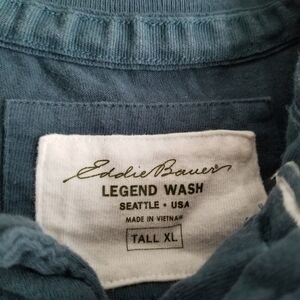 Eddie Bauer
LEGEND WASH
SEATTLE • USA
MADE IN VIETNAM
TALL XL